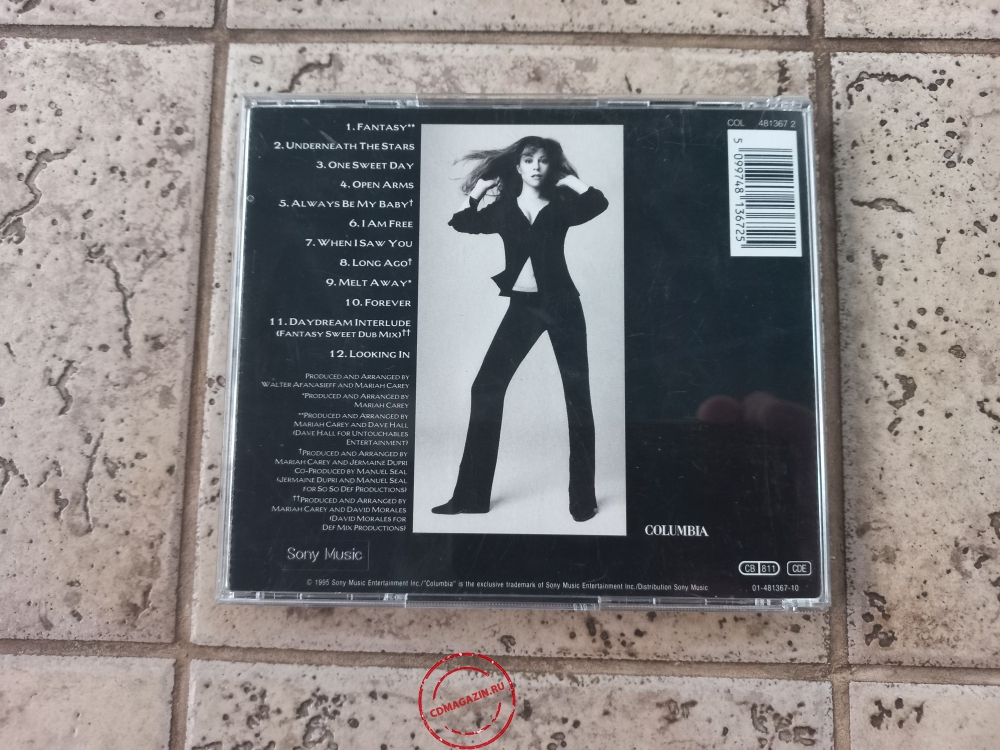 1. Fantasy**
2. Underneath The Stars
3. One Sweet Day
4. Open Arms
5. Always Be My Baby†
6. I Am Free
7. When I Saw You
8. Long Ago†
9. Melt Away*
10. Forever
11. Daydream Interlude
(Fantasy Sweet Dub Mix)††
12. Looking In
Produced and Arranged by
Walter Afanasieff and Mariah Carey
*Produced and Arranged by
Mariah Carey
**Produced and Arranged by
Mariah Carey and Dave Hall
(Dave Hall for Untouchables
Entertainment)
†Produced and Arranged by
Mariah Carey and Jermaine Dupri
Co-Produced by Manuel Seal
(Jermaine Dupri and Manuel Seal
for So So Def Productions)
††Produced and Arranged by
Mariah Carey and David Morales
(David Morales for
Def Mix Productions)
Sony Music
© 1995 Sony Music Entertainment Inc./"Columbia" is the exclusive trademark of Sony Music Entertainment Inc./Distribution Sony Music
COL 481367 2
5 099748 136725
COLUMBIA
CB 811 CDE
01-481367-10
CDMAGAZIN.RU